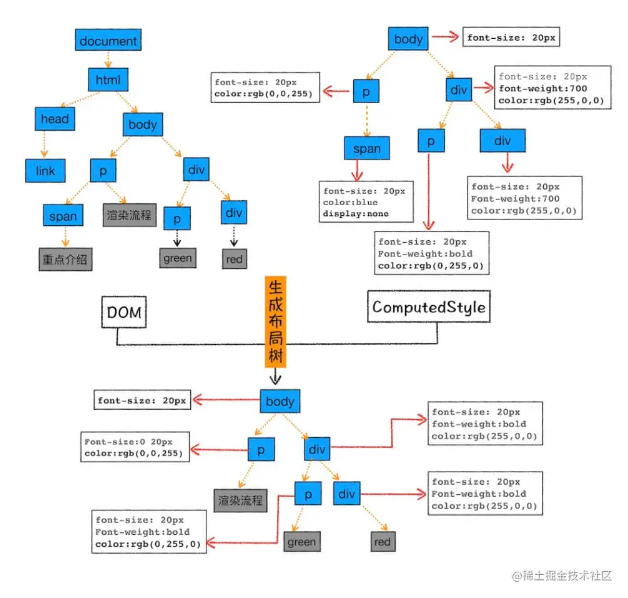 document
html
head
body
link
p
div
span
渲染流程
p
div
重点介绍
green
red
body
font-size: 20px
font-size: 20px
color:rgb(0,0,255)
p
div
font-size: 20px
font-weight:700
color:rgb(255,0,0)
span
p
div
font-size: 20px
color:blue
display:none
font-size: 20px
Font-weight:700
color:rgb(255,0,0)
font-size: 20px
Font-weight:bold
color:rgb(0,255,0)
DOM
生成布局树
ComputedStyle
font-size: 20px
body
Font-size:0 20px
color:rgb(0,0,255)
p
div
font-size: 20px
font-weight:bold
color:rgb(255,0,0)
渲染流程
p
div
font-size: 20px
Font-weight:bold
color:rgb(255,0,0)
font-size: 20px
Font-weight:bold
color:rgb(0,255,0)
green
red
@稀土掘金技术社区